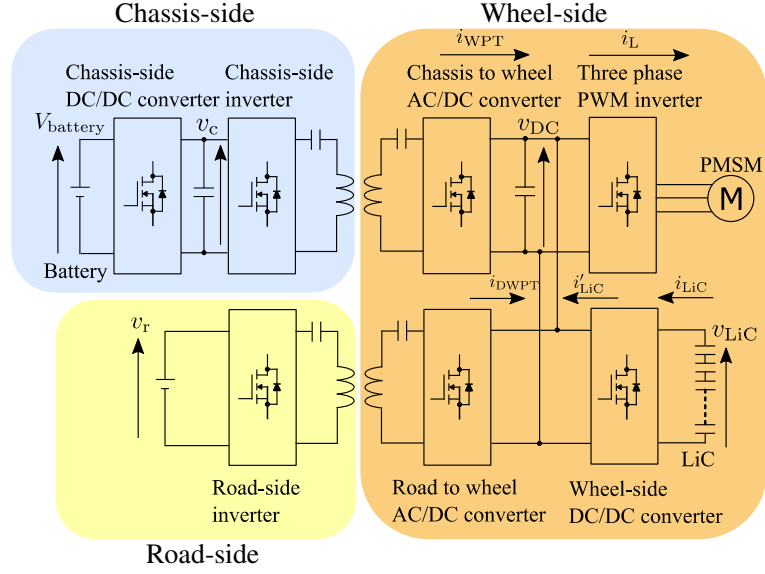 Chassis-side
Wheel-side
Chassis-side
DC/DC converter
Chassis-side
inverter
i_WPT
i_L
Chassis to wheel
AC/DC converter
Three phase
PWM inverter
V_battery
v_c
v_DC
PMSM
M
Battery
i_DWPT
i'_LiC
i_LiC
v_r
v_LiC
LiC
Road-side
inverter
Road to wheel
AC/DC converter
Wheel-side
DC/DC converter
Road-side